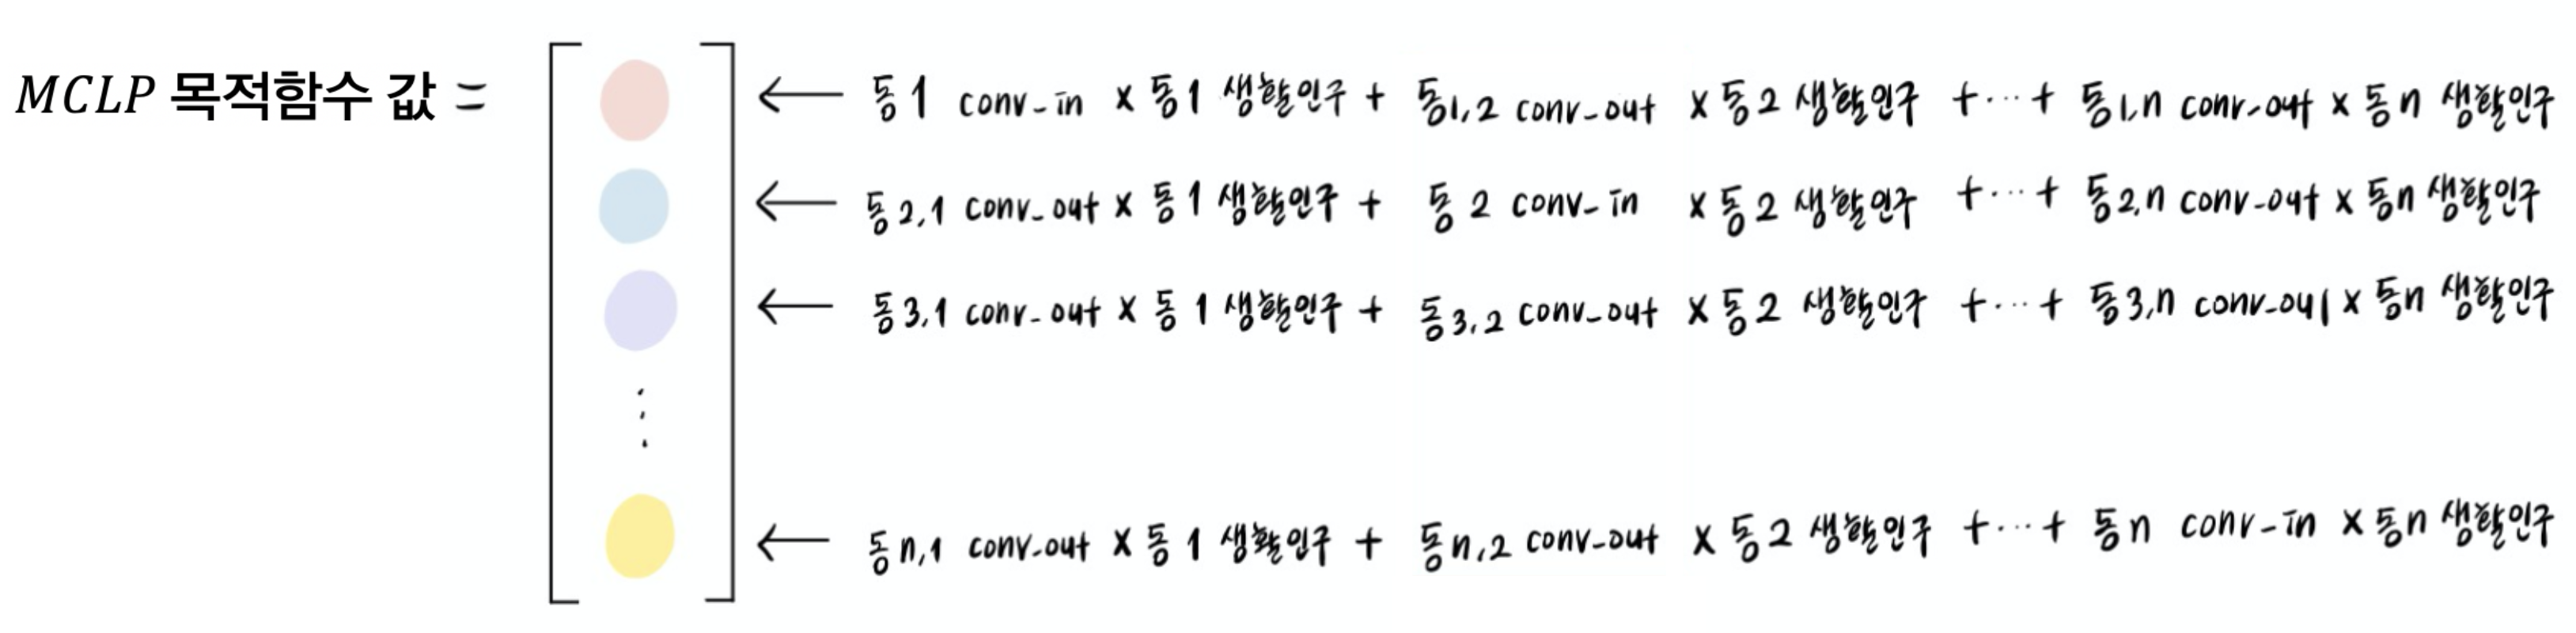 MCLP 목적함수 값 = ← 동1 conv_in × 동1 생활인구 + 동1,2 conv_out × 동2 생활인구 +···+ 동1,n conv_out × 동n 생활인구
← 동2,1 conv_out × 동1 생활인구 + 동2 conv_in × 동2 생활인구 +···+ 동2,n conv_out × 동n 생활인구
← 동3,1 conv_out × 동1 생활인구 + 동3,2 conv_out × 동2 생활인구 +···+ 동3,n conv_out × 동n 생활인구
⋮
← 동n,1 conv_out × 동1 생활인구 + 동n,2 conv_out × 동2 생활인구 +···+ 동n conv_in × 동n 생활인구